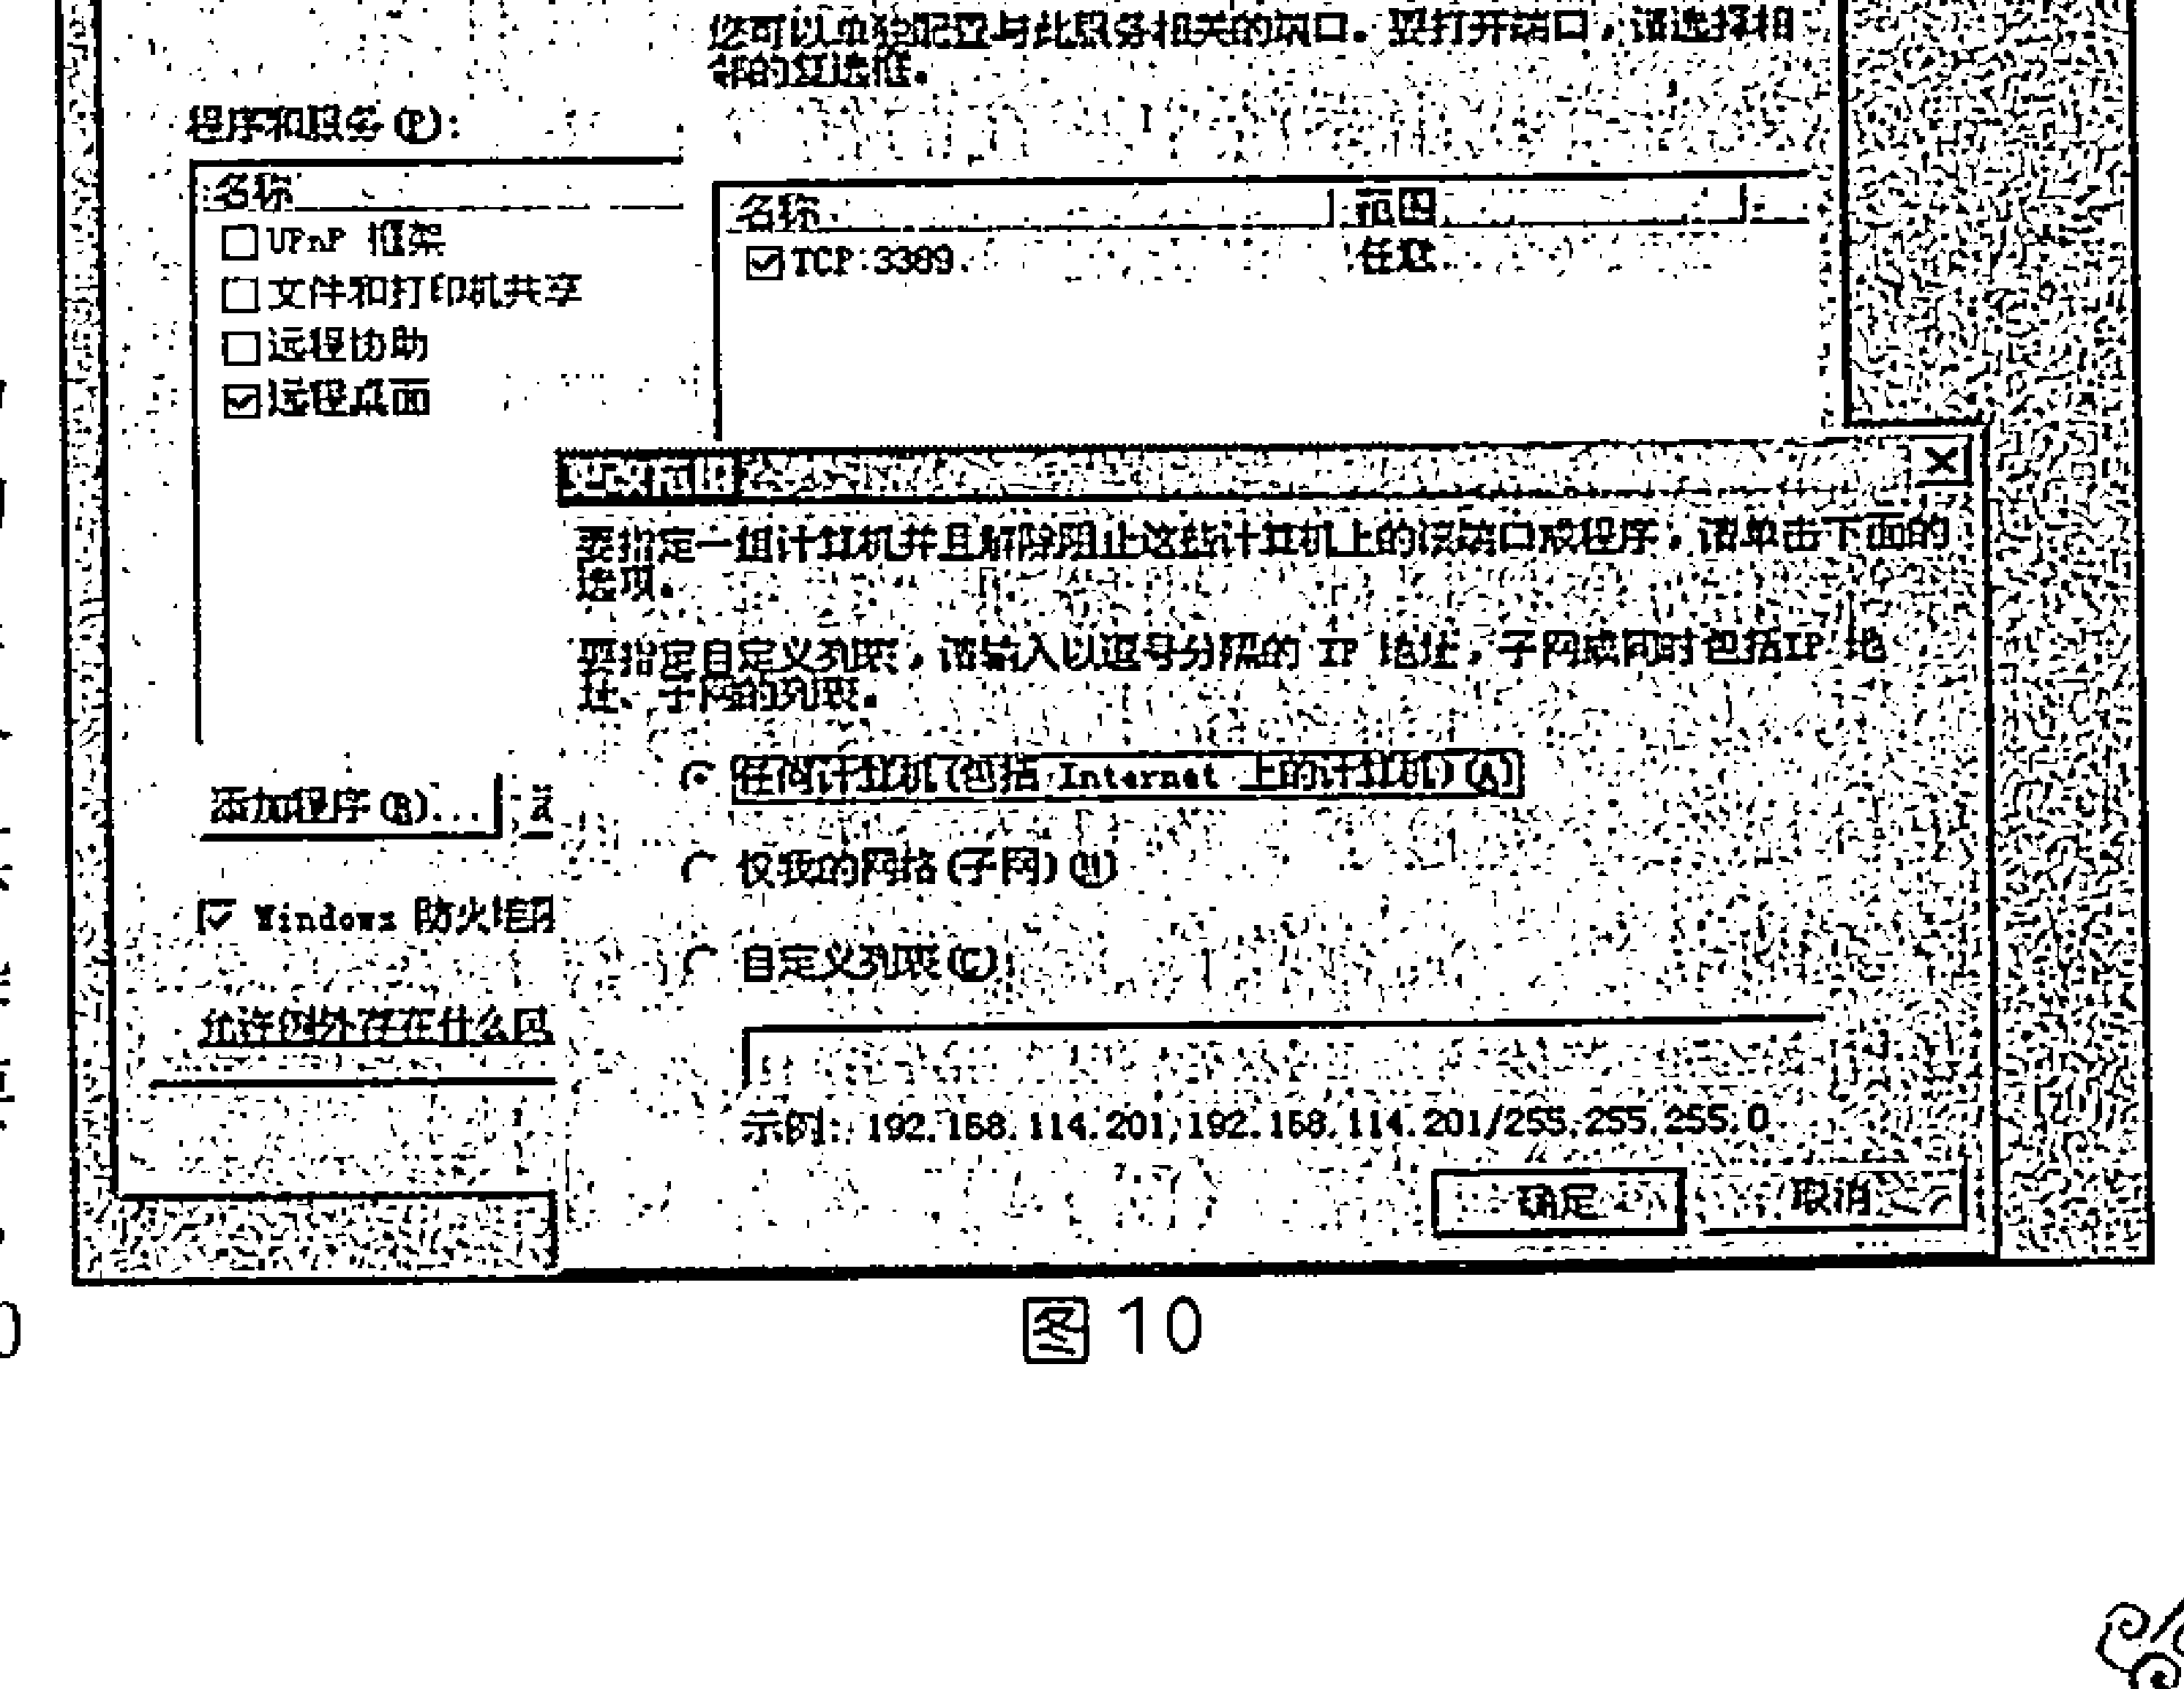 您可以单独配置与此服务相关的端口。要打开端口，请选择相
邻的复选框。
程序和服务(P):
名称
UPnP 框架
文件和打印机共享
远程协助
远程桌面
名称 范围
TCP 3389 任意
更改范围
要指定一组计算机并且解除阻止这些计算机上的该端口或程序，请单击下面的
选项。
要指定自定义列表，请输入以逗号分隔的 IP 地址，子网或同时包括IP 地
址、子网的列表。
任何计算机(包括 Internet 上的计算机)(A)
仅我的网络(子网)(N)
自定义列表(C):
示例: 192.168.114.201,192.168.114.201/255.255.255.0
确定 取消
添加程序(R)...
Windows 防火墙阻
允许例外存在什么风
图 10